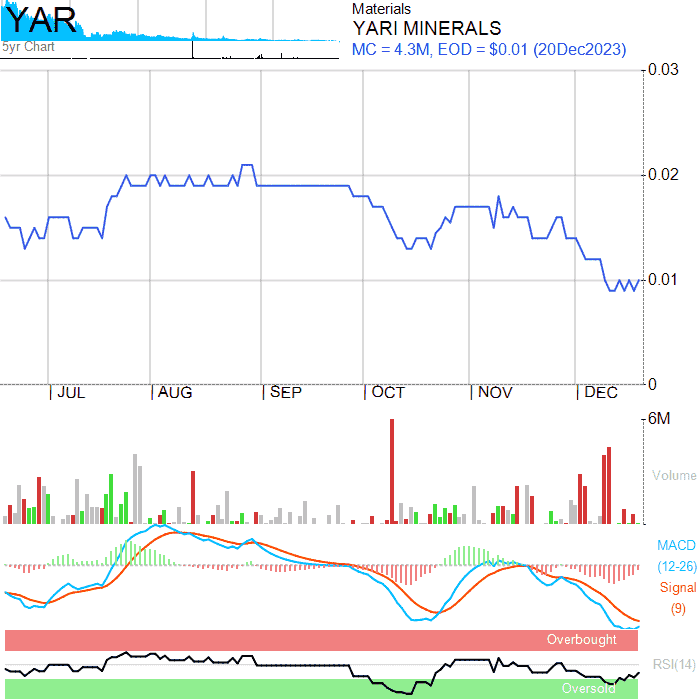 YAR
5yr Chart
Materials
YARI MINERALS
MC = 4.3M, EOD = $0.01 (20Dec2023)
0.03
0.02
0.01
0
JUL AUG SEP OCT NOV DEC
6M
Volume
MACD
(12-26)
Signal
(9)
Overbought
RSI(14)
Oversold